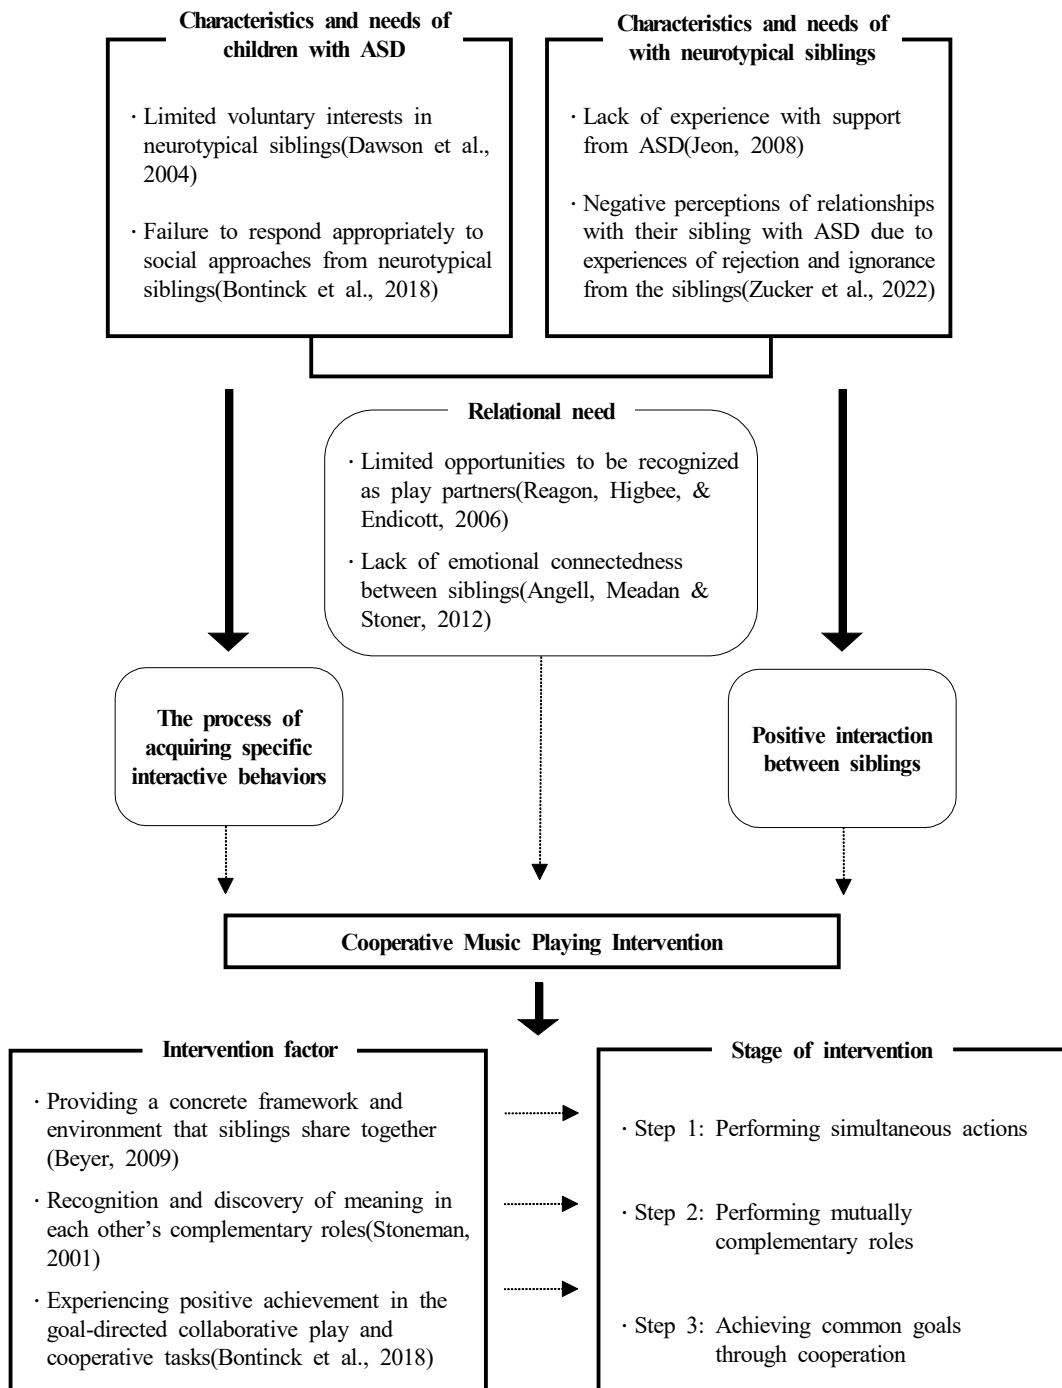 Characteristics and needs of
children with ASD
· Limited voluntary interests in
neurotypical siblings(Dawson et al.,
2004)
· Failure to respond appropriately to
social approaches from neurotypical
siblings(Bontinck et al., 2018)
Characteristics and needs of
with neurotypical siblings
· Lack of experience with support
from ASD(Jeon, 2008)
· Negative perceptions of relationships
with their sibling with ASD due to
experiences of rejection and ignorance
from the siblings(Zucker et al., 2022)
Relational need
· Limited opportunities to be recognized
as play partners(Reagon, Higbee, &
Endicott, 2006)
· Lack of emotional connectedness
between siblings(Angell, Meadan &
Stoner, 2012)
The process of
acquiring specific
interactive behaviors
Positive interaction
between siblings
Cooperative Music Playing Intervention
Intervention factor
· Providing a concrete framework and
environment that siblings share together
(Beyer, 2009)
· Recognition and discovery of meaning in
each other’s complementary roles(Stoneman,
2001)
· Experiencing positive achievement in the
goal-directed collaborative play and
cooperative tasks(Bontinck et al., 2018)
Stage of intervention
· Step 1: Performing simultaneous actions
· Step 2: Performing mutually
complementary roles
· Step 3: Achieving common goals
through cooperation